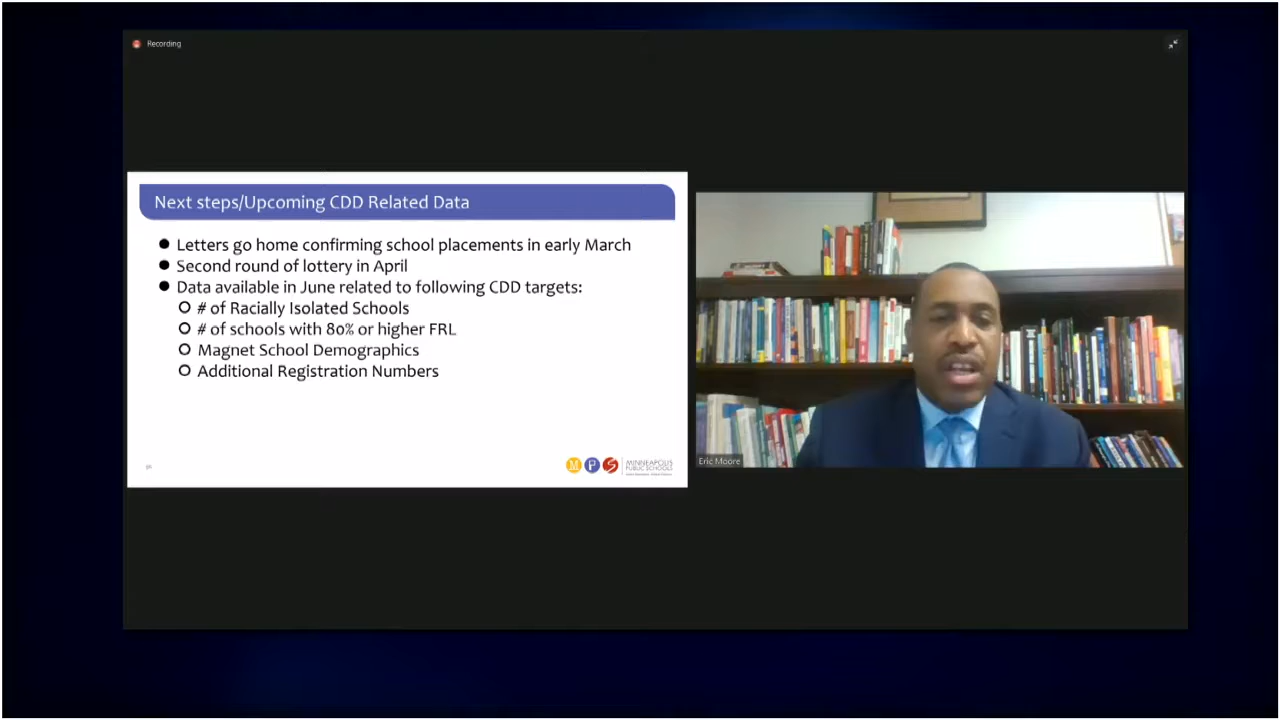 Recording
Next steps/Upcoming CDD Related Data
● Letters go home confirming school placements in early March
● Second round of lottery in April
● Data available in June related to following CDD targets:
○ # of Racially Isolated Schools
○ # of schools with 80% or higher FRL
○ Magnet School Demographics
○ Additional Registration Numbers
M P S
MINNEAPOLIS
PUBLIC SCHOOLS
Eric Moore